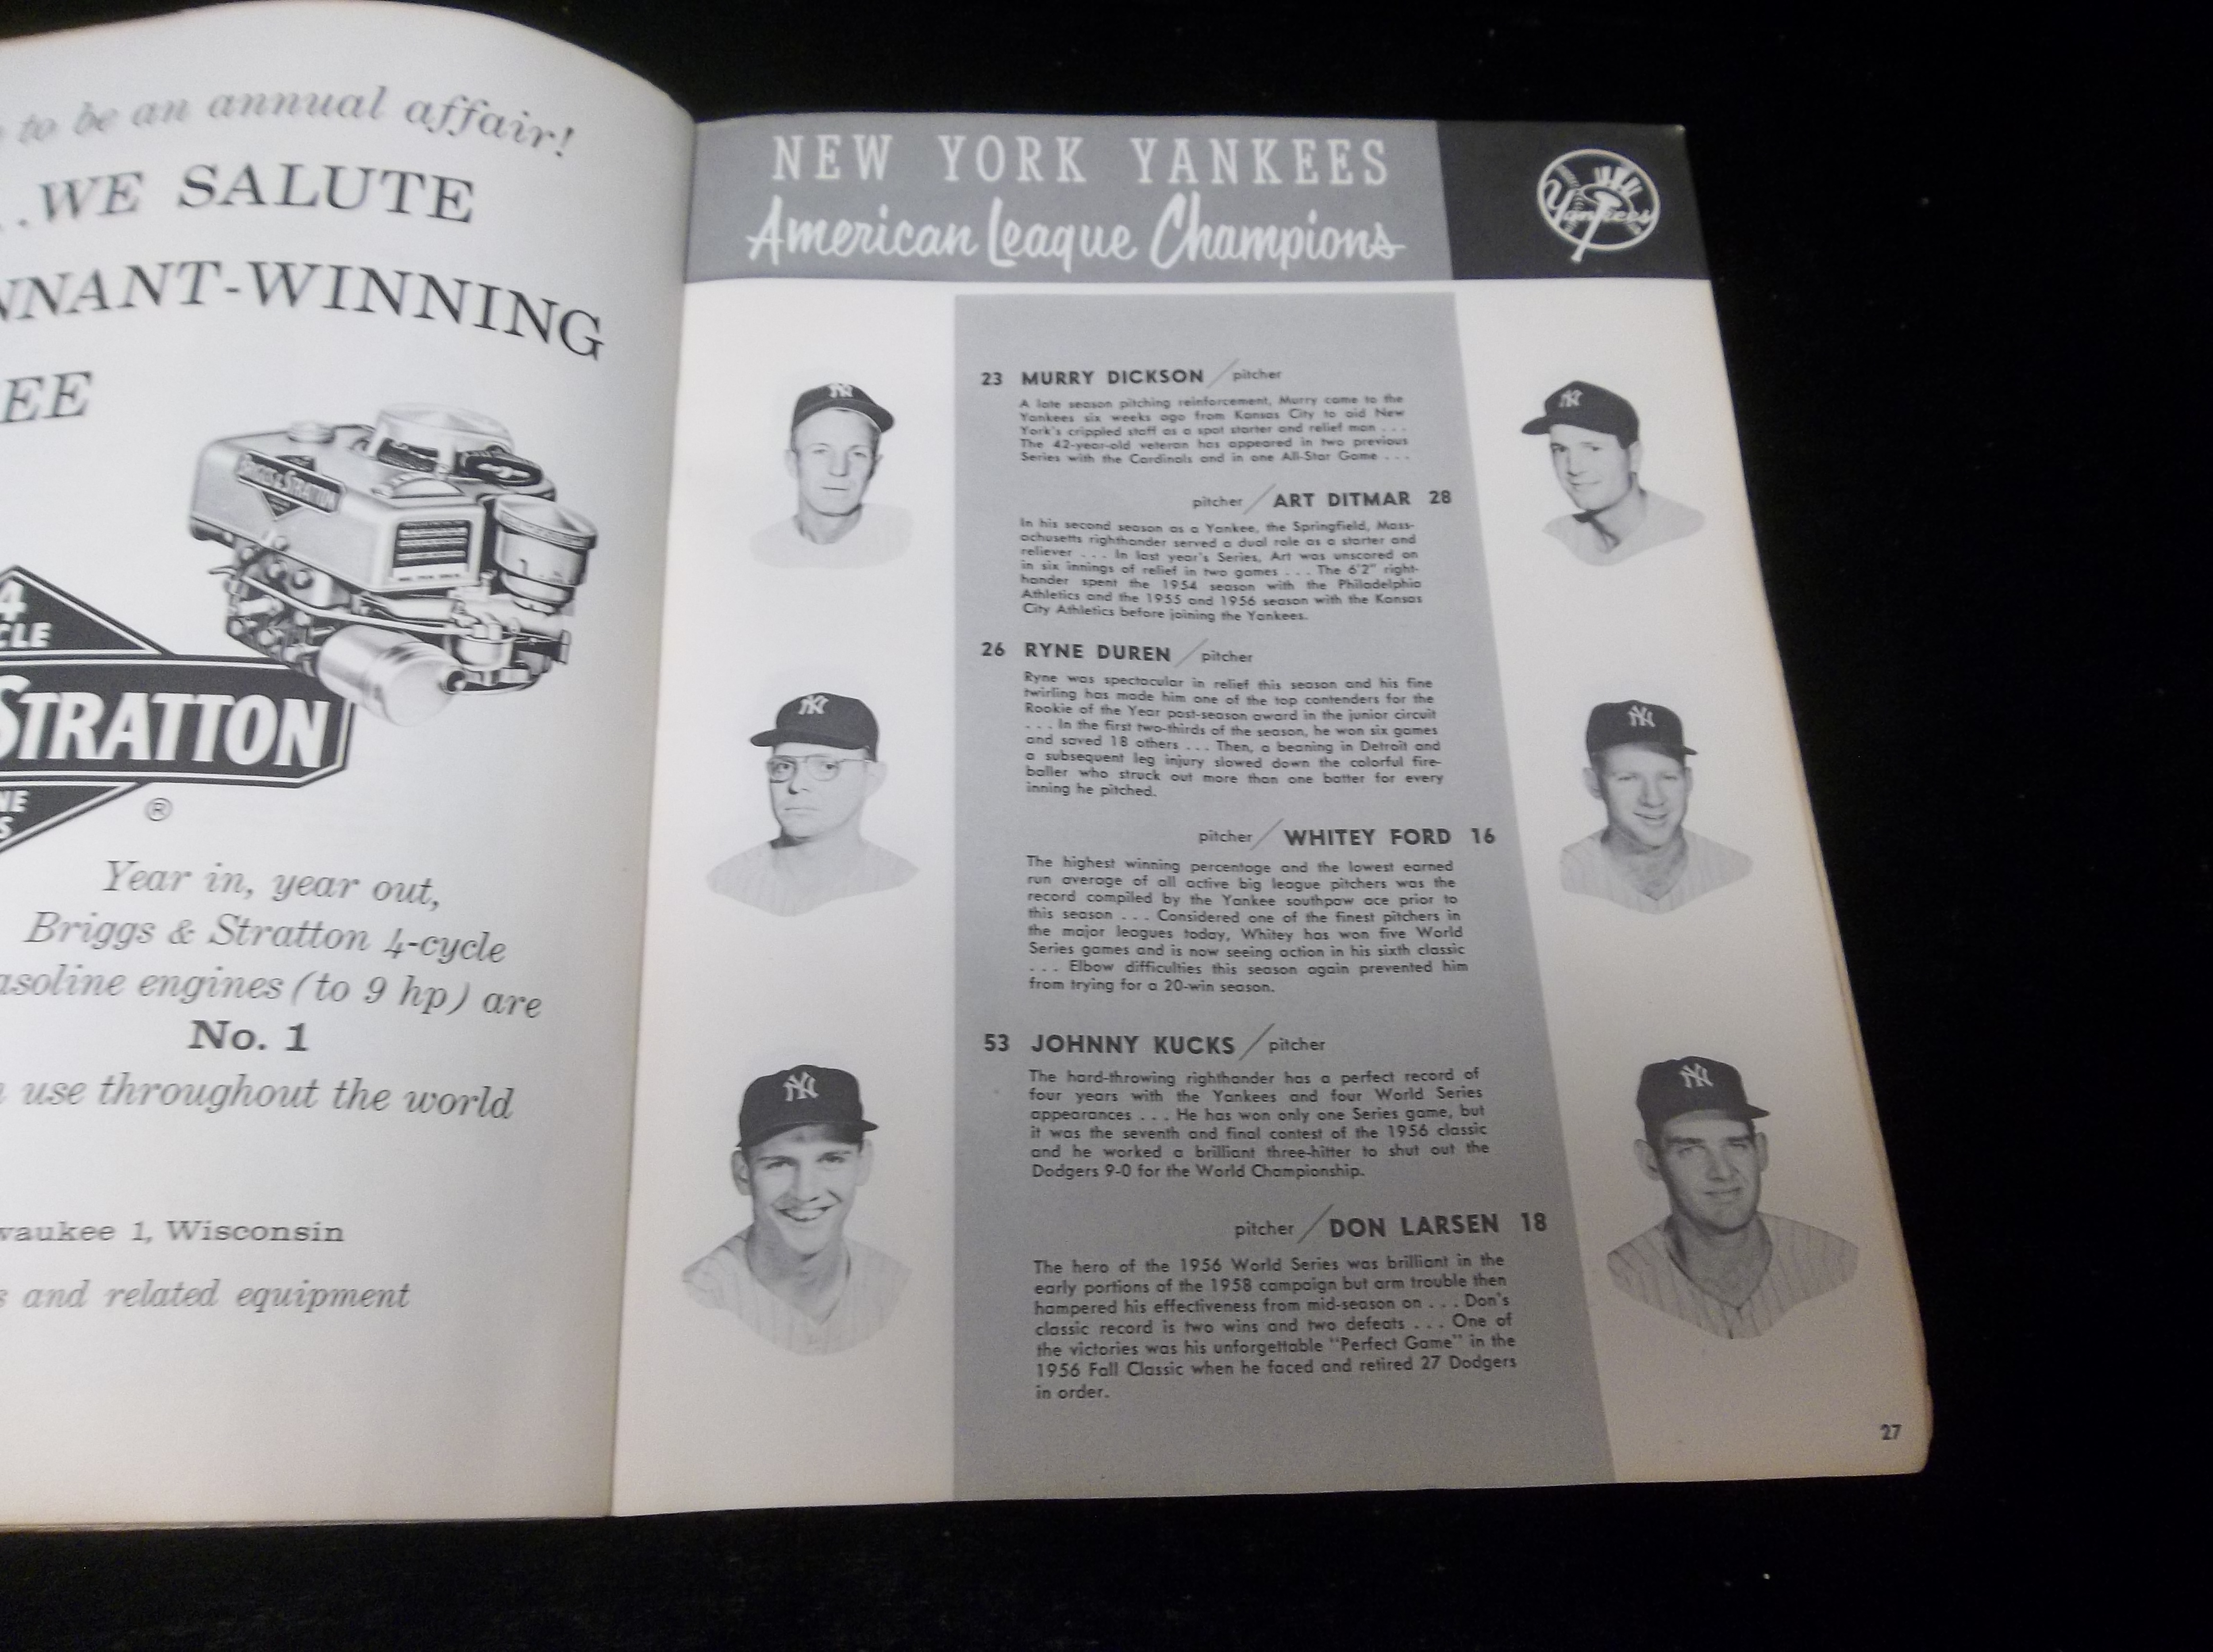 to be an annual affair!
..WE SALUTE
NNANT-WINNING
EE
BRIGGS & STRATTON
4
CLE
STRATTON
NE
S
®
Year in, year out,
Briggs & Stratton 4-cycle
asoline engines (to 9 hp) are
No. 1
use throughout the world
waukee 1, Wisconsin
s and related equipment
NEW YORK YANKEES
American League Champions
Yankees
23 MURRY DICKSON / pitcher
A late season pitching reinforcement, Murry came to the
Yankees six weeks ago from Kansas City to aid New
York's crippled staff as a spot starter and relief man . . .
The 42-year-old veteran has appeared in two previous
Series with the Cardinals and in one All-Star Game . . .
pitcher / ART DITMAR 28
In his second season as a Yankee, the Springfield, Mass-
achusetts righthander served a dual role as a starter and
reliever . . . In last year's Series, Art was unscored on
in six innings of relief in two games . . . The 6'2" right-
hander spent the 1954 season with the Philadelphia
Athletics and the 1955 and 1956 season with the Kansas
City Athletics before joining the Yankees.
26 RYNE DUREN / pitcher
Ryne was spectacular in relief this season and his fine
twirling has made him one of the top contenders for the
Rookie of the Year post-season award in the junior circuit
. . . In the first two-thirds of the season, he won six games
and saved 18 others . . . Then, a beaning in Detroit and
a subsequent leg injury slowed down the colorful fire-
baller who struck out more than one batter for every
inning he pitched.
pitcher / WHITEY FORD 16
The highest winning percentage and the lowest earned
run average of all active big league pitchers was the
record compiled by the Yankee southpaw ace prior to
this season . . . Considered one of the finest pitchers in
the major leagues today, Whitey has won five World
Series games and is now seeing action in his sixth classic
. . . Elbow difficulties this season again prevented him
from trying for a 20-win season.
53 JOHNNY KUCKS / pitcher
The hard-throwing righthander has a perfect record of
four years with the Yankees and four World Series
appearances . . . He has won only one Series game, but
it was the seventh and final contest of the 1956 classic
and he worked a brilliant three-hitter to shut out the
Dodgers 9-0 for the World Championship.
pitcher / DON LARSEN 18
The hero of the 1956 World Series was brilliant in the
early portions of the 1958 campaign but arm trouble then
hampered his effectiveness from mid-season on . . . Don's
classic record is two wins and two defeats . . . One of
the victories was his unforgettable "Perfect Game" in the
1956 Fall Classic when he faced and retired 27 Dodgers
in order.
27